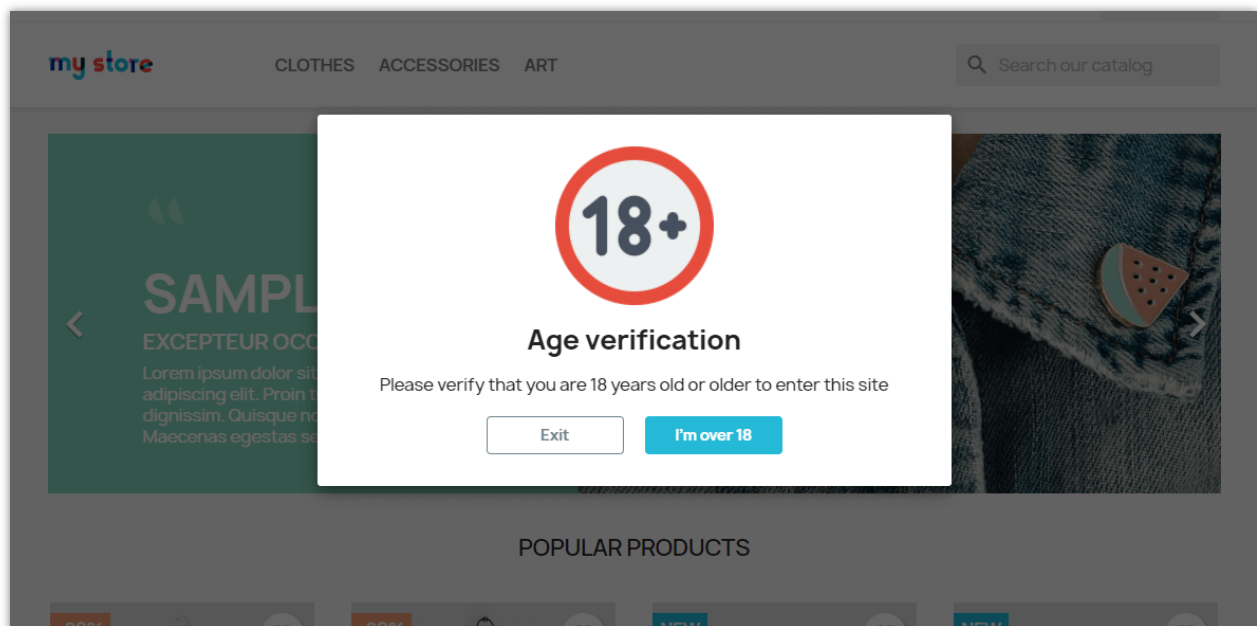 my store
CLOTHES ACCESSORIES ART
Search our catalog
18+
SAMPL
EXCEPTEUR OCC
Lorem ipsum dolor sit
adipiscing elit. Proin t
dignissim. Quisque no
Maecenas egestas se
Age verification
Please verify that you are 18 years old or older to enter this site
Exit I'm over 18
POPULAR PRODUCTS
NEW NEW